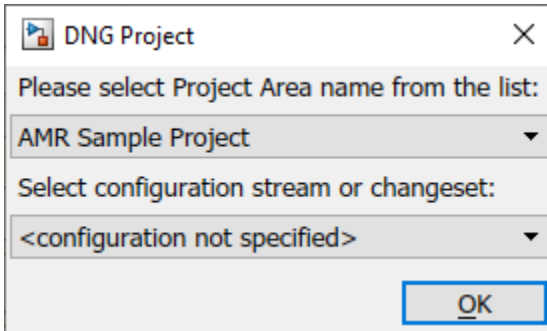 DNG Project
Please select Project Area name from the list:
AMR Sample Project
Select configuration stream or changeset:
<configuration not specified>
OK